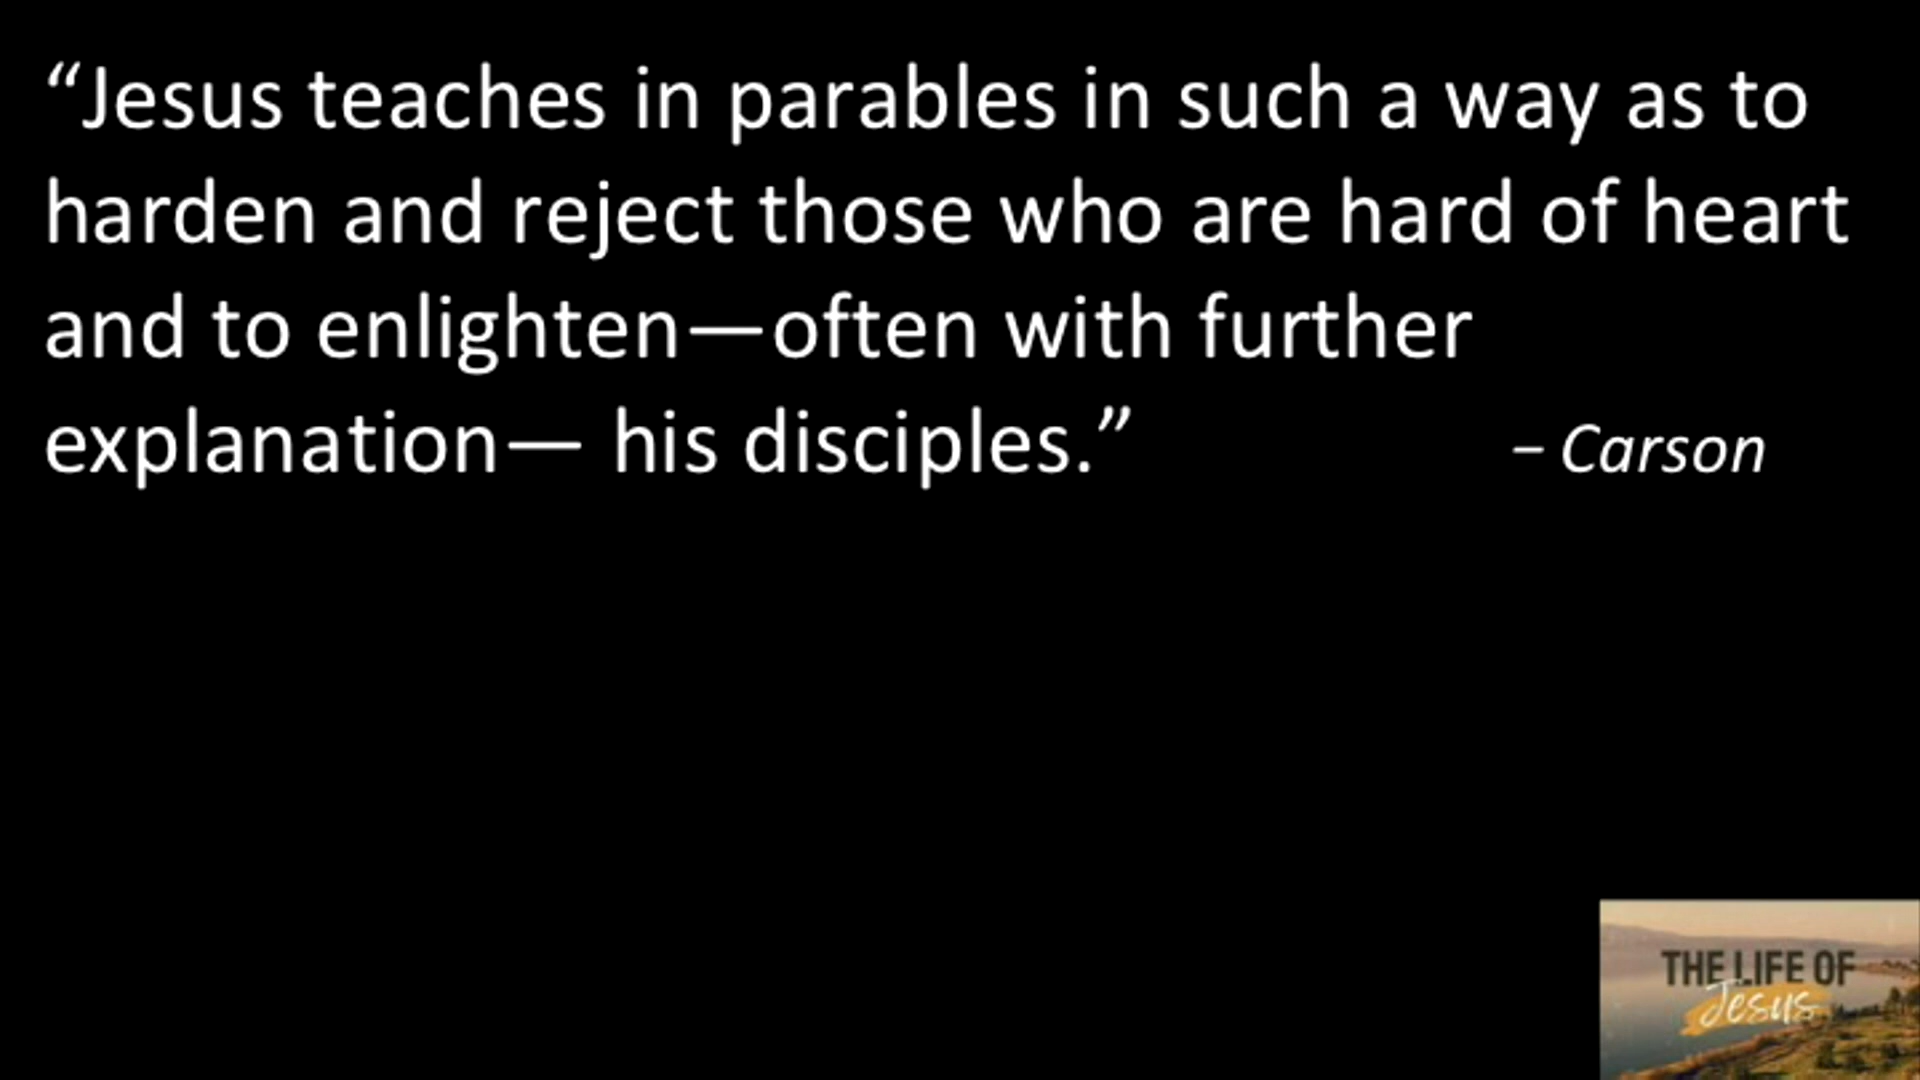 “Jesus teaches in parables in such a way as to
harden and reject those who are hard of heart
and to enlighten—often with further
explanation— his disciples.” – Carson
THE LIFE OF
Jesus